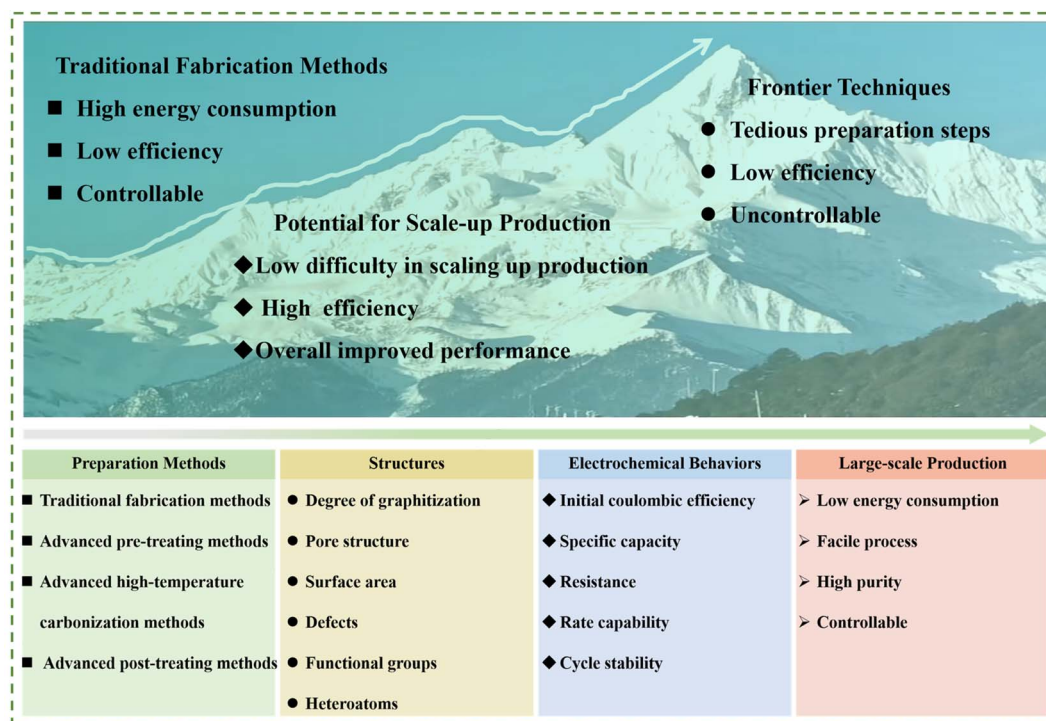 Traditional Fabrication Methods
■ High energy consumption
■ Low efficiency
■ Controllable
Frontier Techniques
● Tedious preparation steps
● Low efficiency
● Uncontrollable
Potential for Scale-up Production
◆Low difficulty in scaling up production
◆ High efficiency
◆Overall improved performance
Preparation Methods
■ Traditional fabrication methods
■ Advanced pre-treating methods
■ Advanced high-temperature
carbonization methods
■ Advanced post-treating methods
Structures
● Degree of graphitization
● Pore structure
● Surface area
● Defects
● Functional groups
● Heteroatoms
Electrochemical Behaviors
◆ Initial coulombic efficiency
◆ Specific capacity
◆ Resistance
◆ Rate capability
◆ Cycle stability
Large-scale Production
➢ Low energy consumption
➢ Facile process
➢ High purity
➢ Controllable